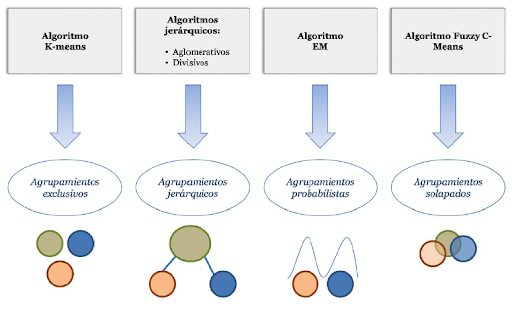 Algoritmo
K-means
Algoritmos
jerárquicos:
• Aglomerativos
• Divisivos
Algoritmo
EM
Algoritmo Fuzzy C-
Means
Agrupamientos
exclusivos
Agrupamientos
jerárquicos
Agrupamientos
probabilistas
Agrupamientos
solapados